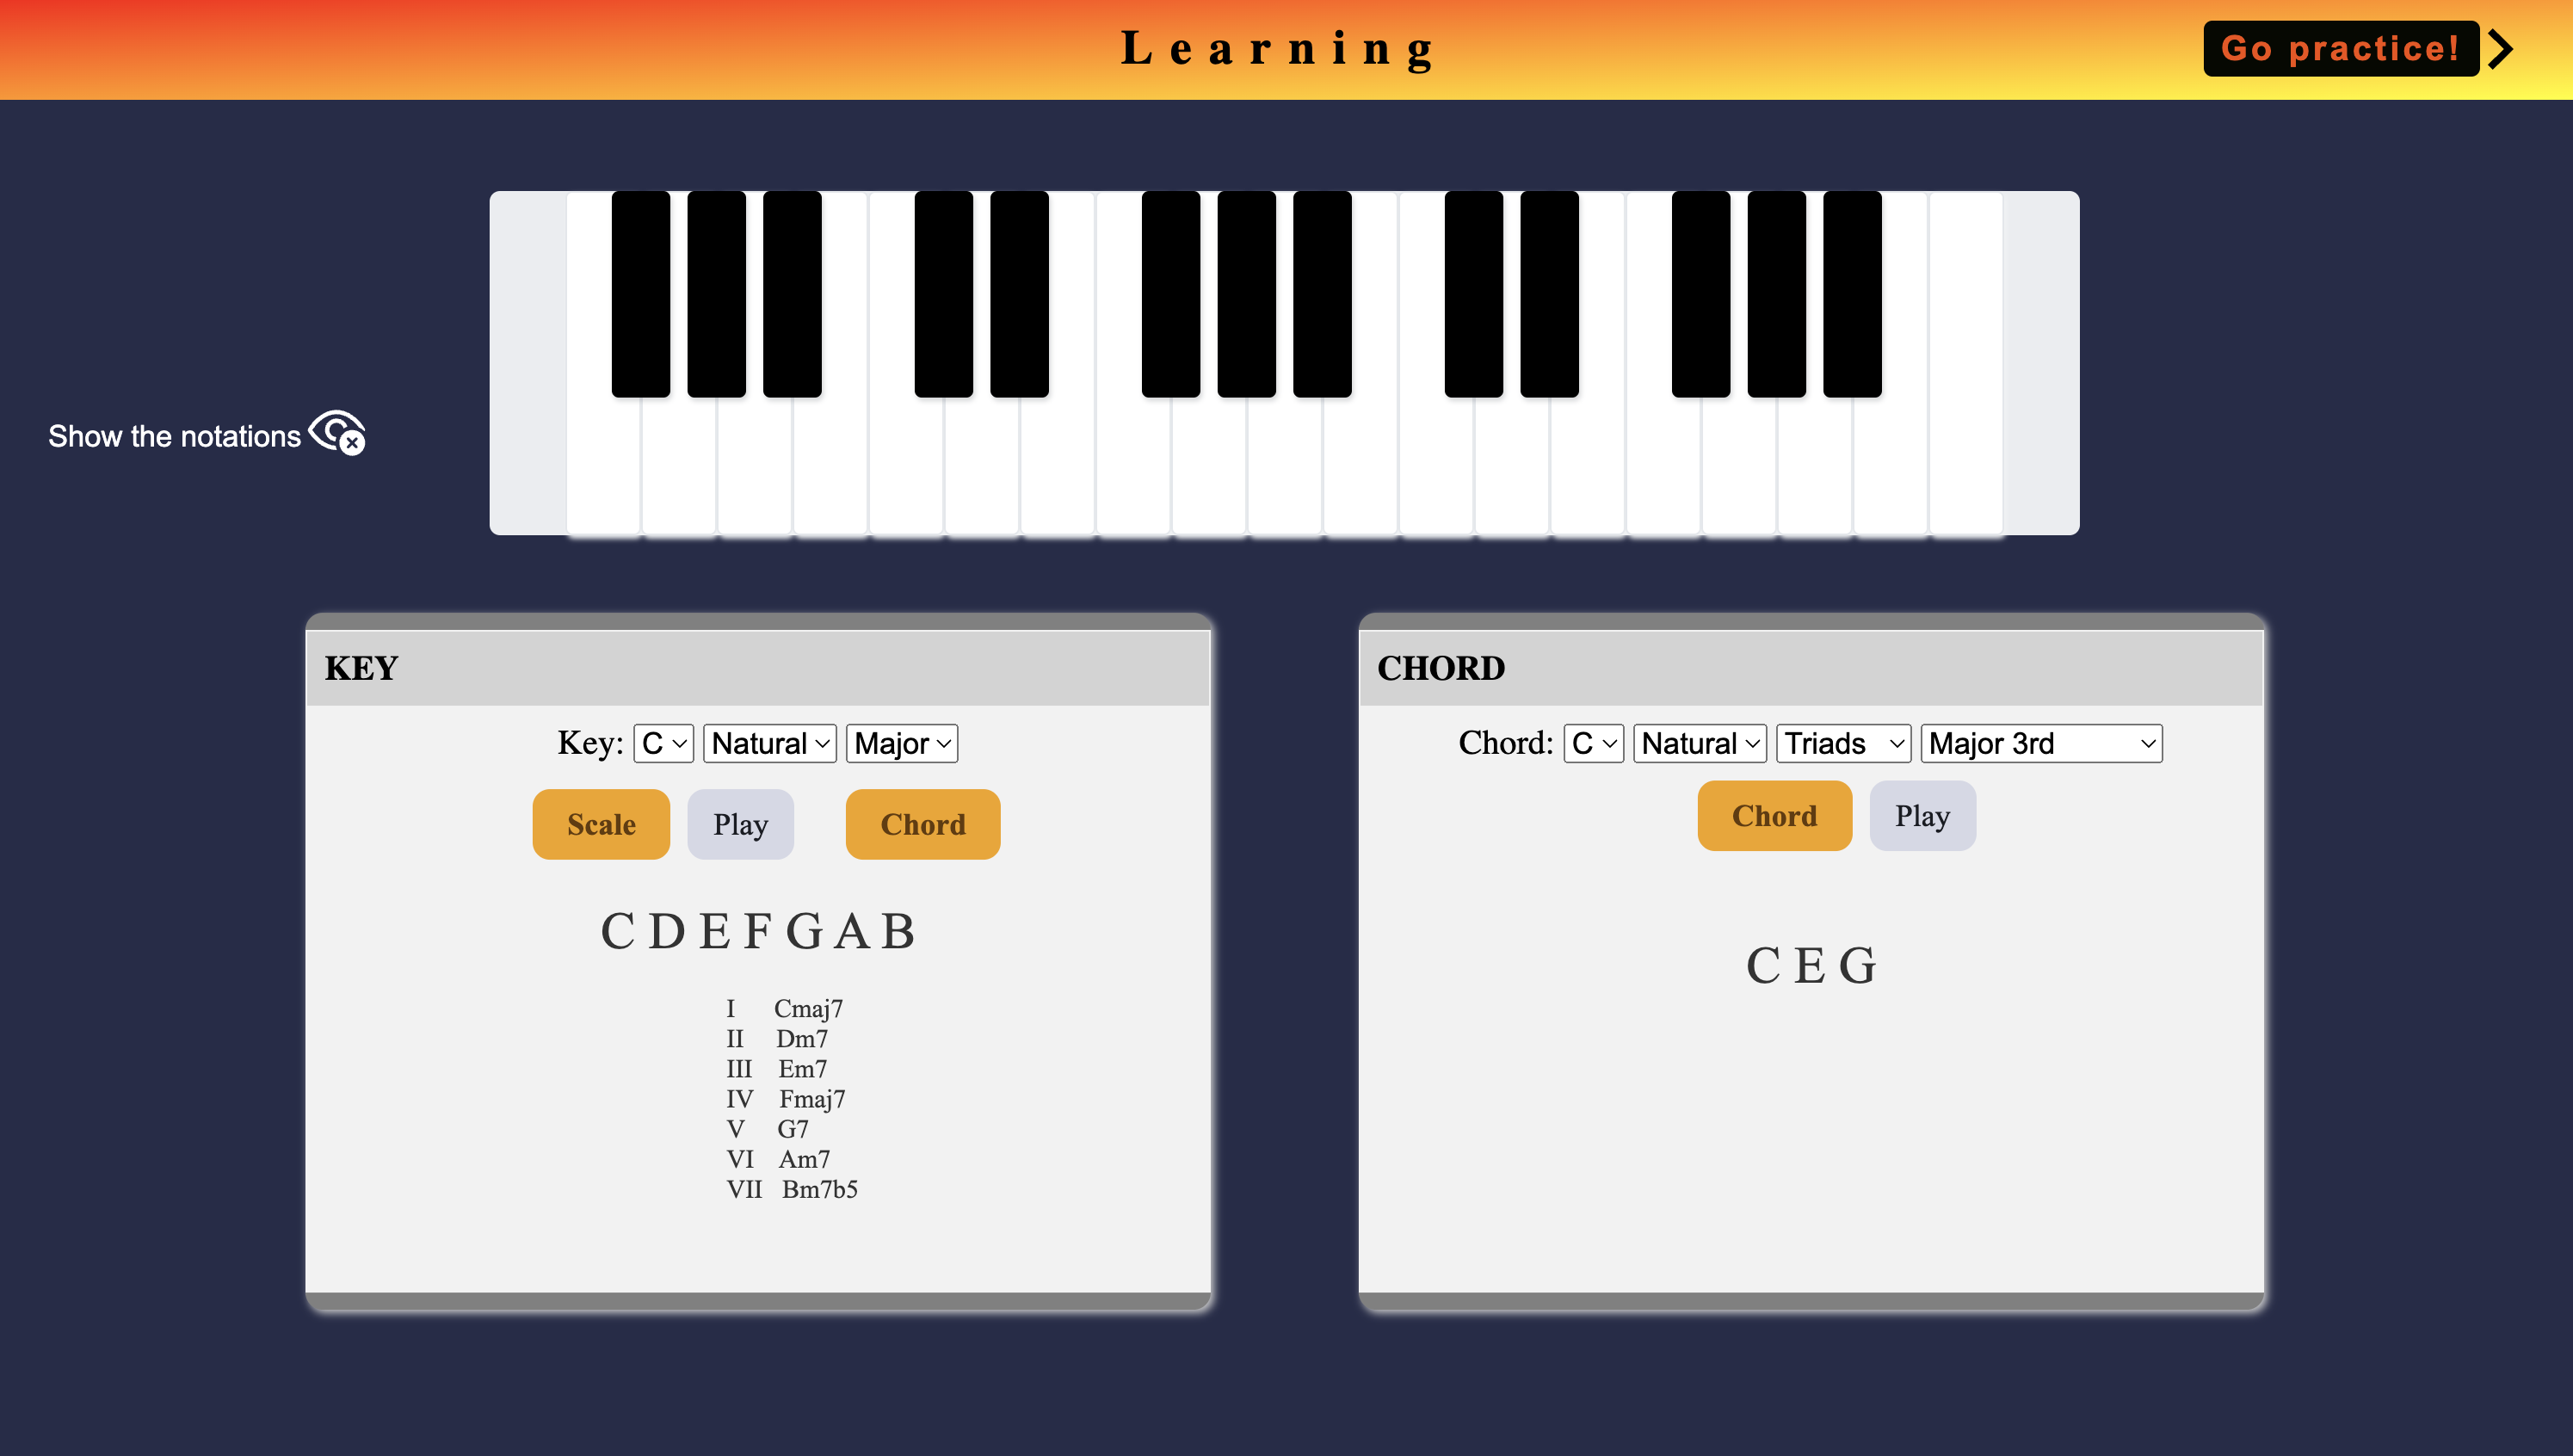 Learning
Go practice!
Show the notations
KEY
Key: C Natural Major
Scale Play Chord
C D E F G A B
I Cmaj7
II Dm7
III Em7
IV Fmaj7
V G7
VI Am7
VII Bm7b5
CHORD
Chord: C Natural Triads Major 3rd
Chord Play
C E G